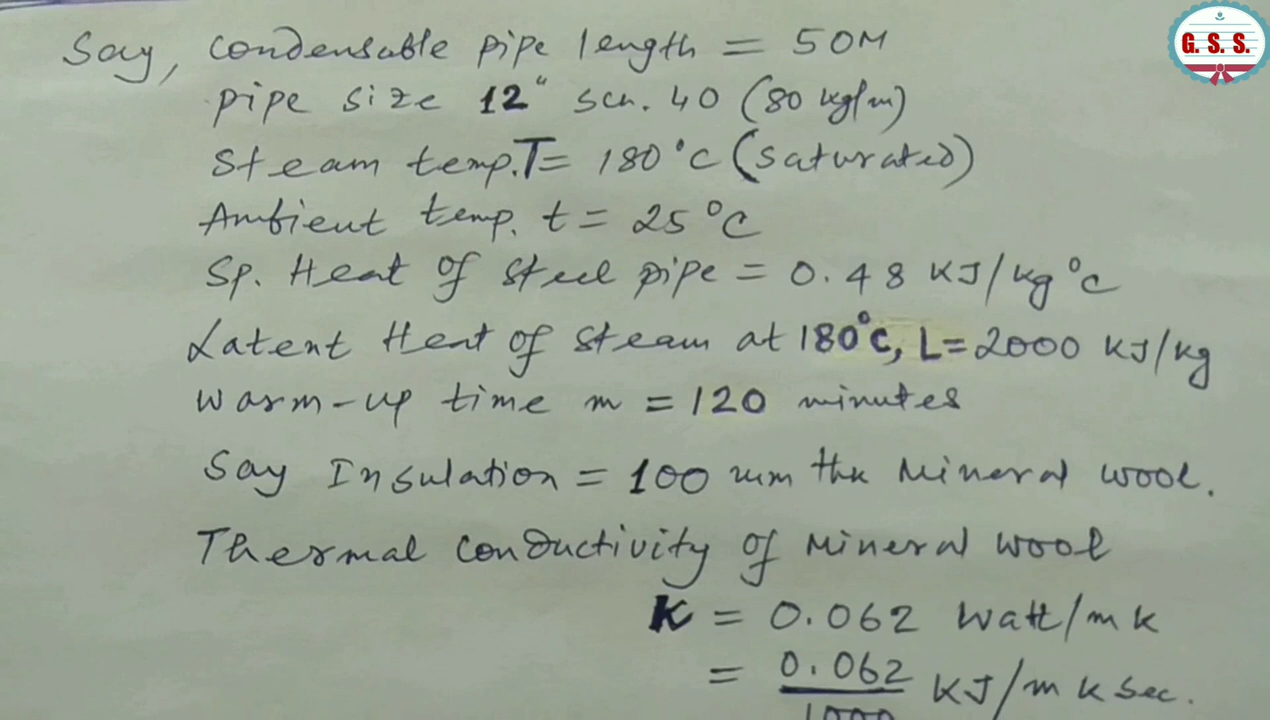 G. S. S.
Say, Condensable pipe length = 50M
pipe size 12" sch. 40 (80 kg/m)
Steam temp. T= 180°C (saturated)
Ambient temp. t = 25°C
Sp. Heat of steel pipe = 0.48 KJ/kg°C
Latent Heat of steam at 180°C, L=2000 KJ/kg
Warm-up time m = 120 minutes
Say Insulation = 100 mm thk Mineral wool.
Thermal conductivity of Mineral wool
K = 0.062 Watt/m k
= 0.062 / 1000 KJ/m k Sec.